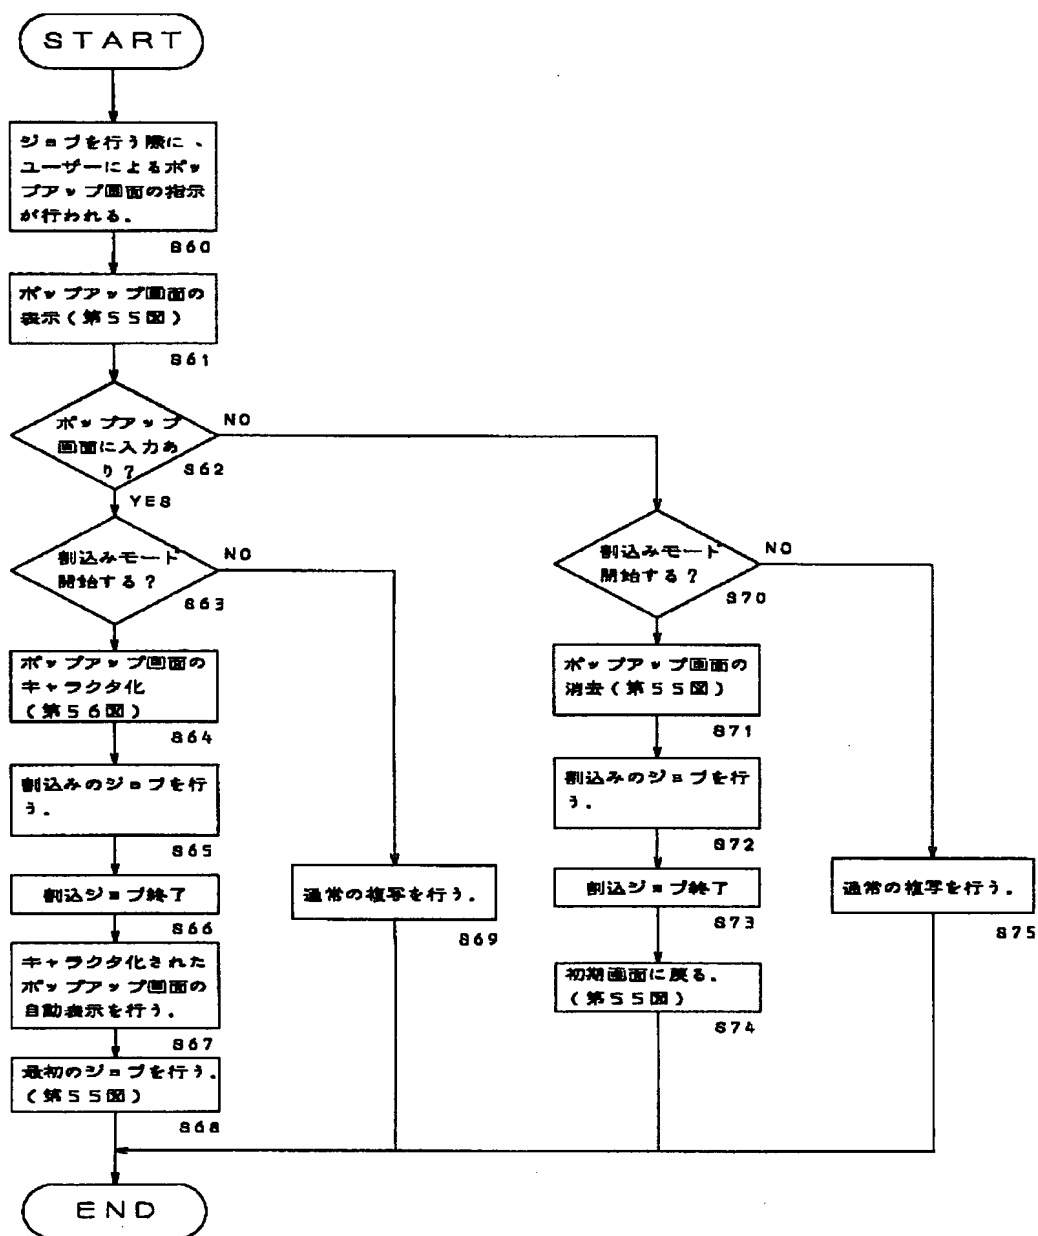 START
ジョブを行う際に、
ユーザーによるポッ
プアップ画面の指示
が行われる。
S60
ポップアップ画面の
表示(第55図)
S61
ポップアップ
画面に入力あ
り?
S62
NO
YES
割込みモード
開始する?
S63
NO
ポップアップ画面の
キャラクタ化
(第56図)
S64
割込みのジョブを行
う。
S65
割込ジョブ終了
S66
キャラクタ化された
ポップアップ画面の
自動表示を行う。
S67
最初のジョブを行う。
(第55図)
S68
通常の複写を行う。
S69
割込みモード
開始する?
S70
NO
ポップアップ画面の
消去(第55図)
S71
割込みのジョブを行
う。
S72
割込ジョブ終了
S73
初期画面に戻る。
(第55図)
S74
通常の複写を行う。
S75
END